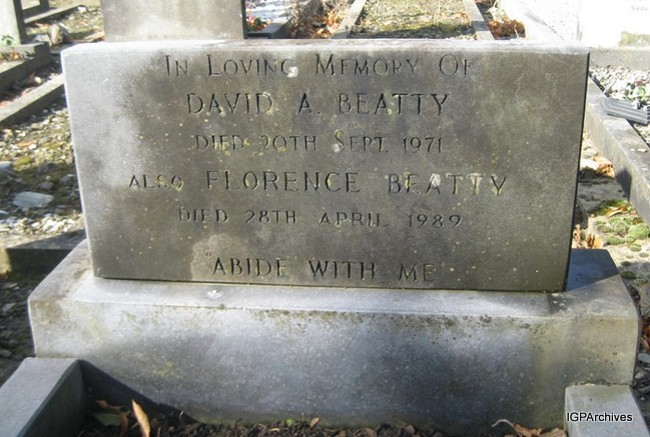 In Loving Memory Of
DAVID A. BEATTY
DIED 20TH SEPT. 1971
ALSO FLORENCE BEATTY
DIED 28TH APRIL 1989
"ABIDE WITH ME"
IGPArchives